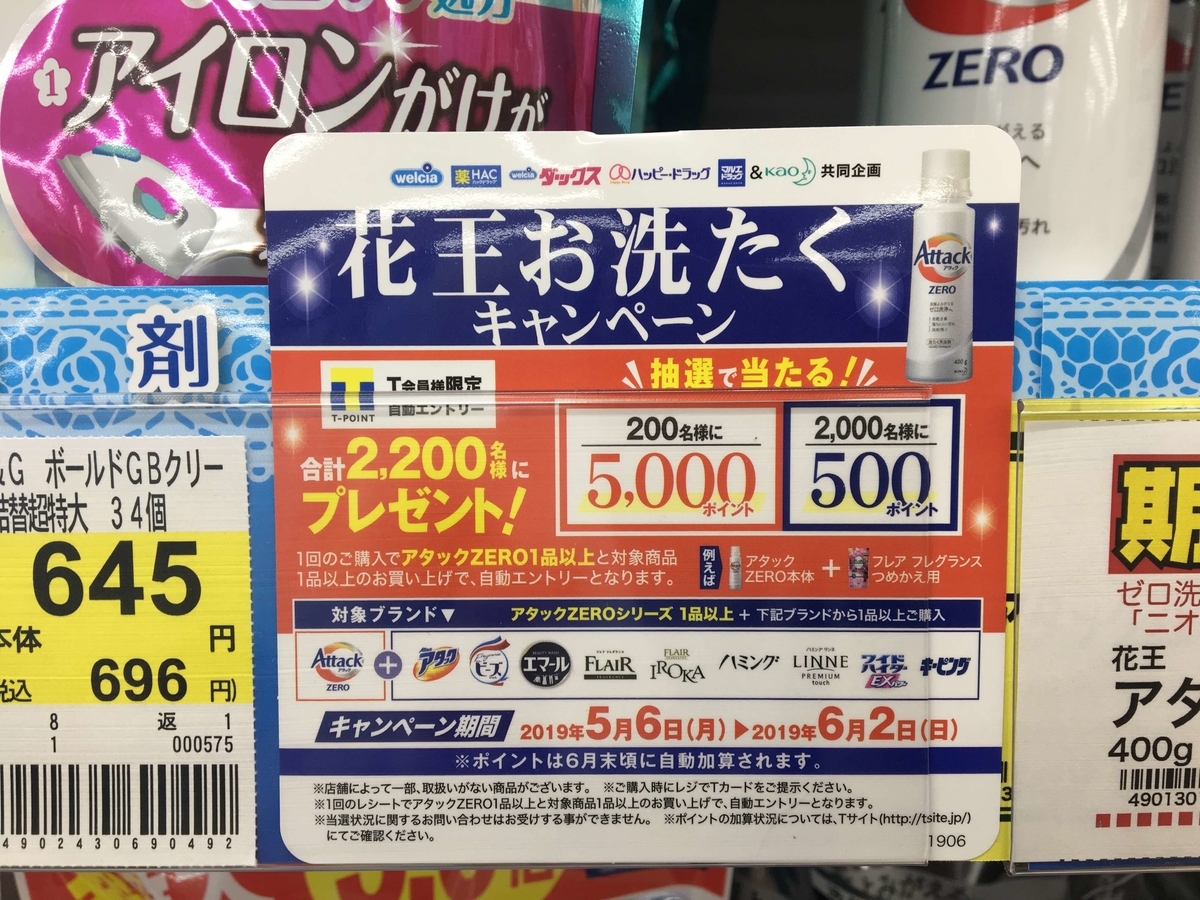 処方
1
アイロンがけが
ZERO
汚れ
welcia 薬HAC welcia ダックス ハッピー・ドラッグ マルエドラッグ &kao 共同企画
花王お洗たく
キャンペーン
Attack
アタック
ZERO
400g
剤
T-POINT
T会員様限定
自動エントリー
抽選で当たる!
合計2,200名様に
プレゼント!
200名様に
5,000
ポイント
2,000名様に
500
ポイント
1回のご購入でアタックZERO1品以上と対象商品
1品以上のお買い上げで、自動エントリーとなります。
例えば
アタック
ZERO本体
+
フレア フレグランス
つめかえ用
対象ブランド▼ アタックZEROシリーズ 1品以上 + 下記ブランドから1品以上ご購入
Attack アタック ZERO + アタック ニュービーズ エマール FLAIR FRAGRANCE FLAIR FRAGRANCE IROKA ハミング LINNE PREMIUM touch ワイドハイター EXパワー キーピング
キャンペーン期間 2019年5月6日(月)▶2019年6月2日(日)
※ポイントは6月末頃に自動加算されます。
※店舗によって一部、取扱いがない商品がございます。 ※ご購入時にレジでTカードをご提示ください。
※1回のレシートでアタックZERO1品以上と対象商品1品以上のお買い上げで、自動エントリーとなります。
※当選状況に関するお問い合わせはお受けする事ができません。 ※ポイントの加算状況については、Tサイト(http://tsite.jp/)
にてご確認ください。
1906
&G ボールドGBクリー
詰替超特大 34個
645
本体 円
税込 696 円)
8 返 1
1 000575
4902430690492
期
ゼロ洗
「ニオ
花王
アタ
400g
490130